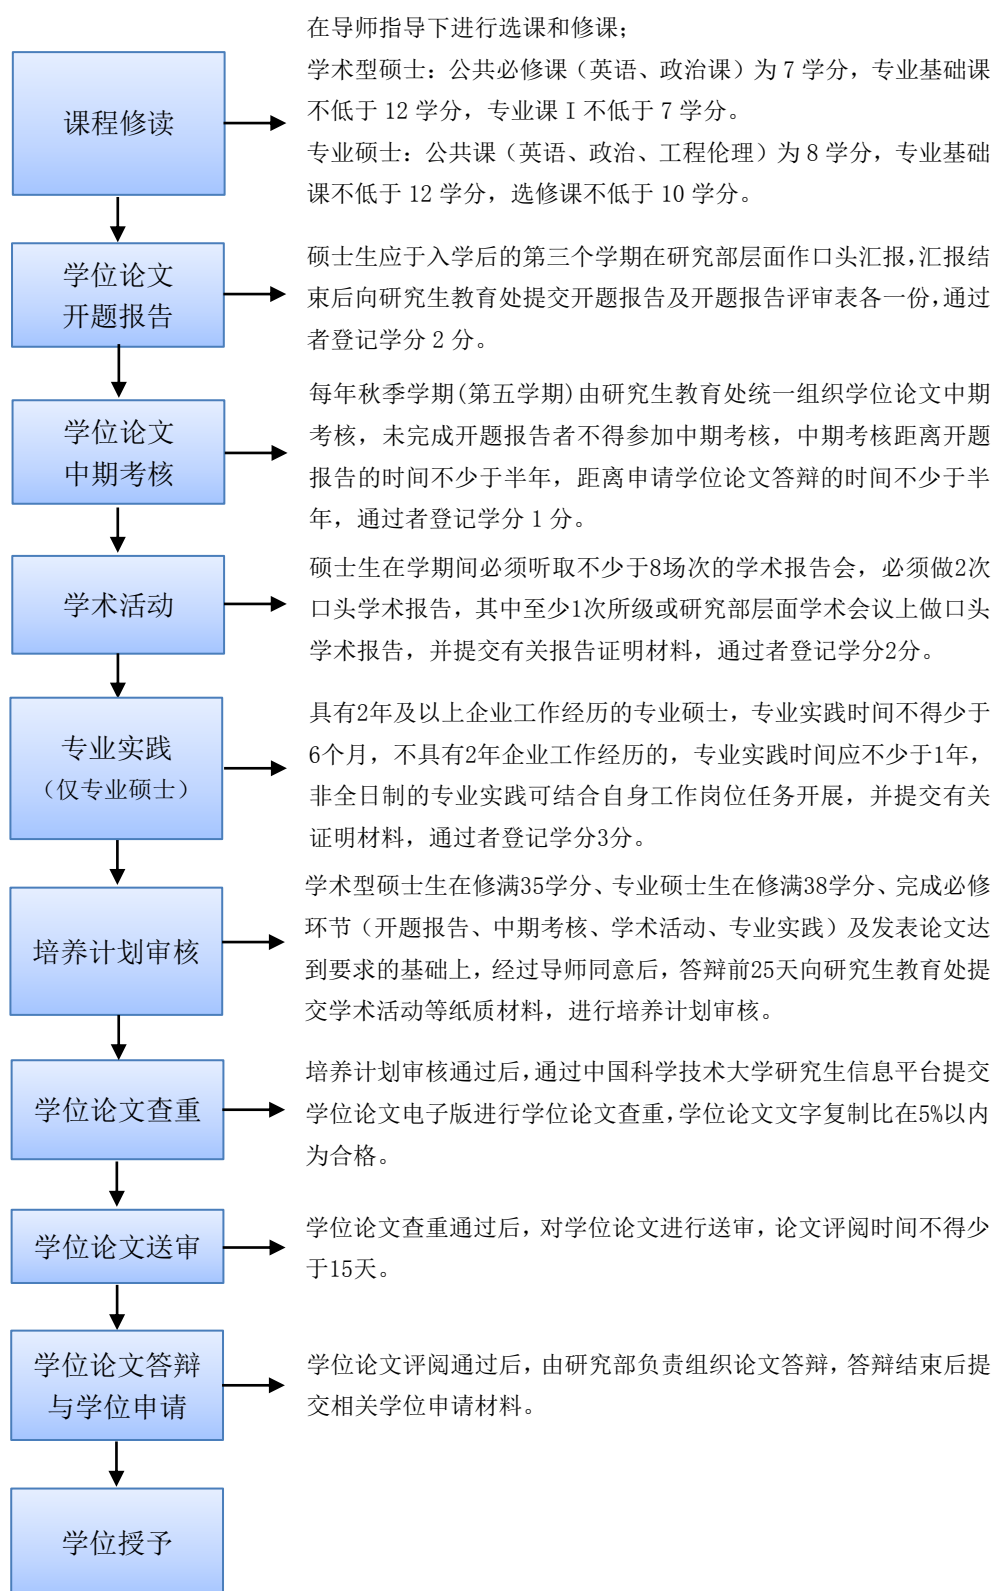 在导师指导下进行选课和修课；
学术型硕士：公共必修课（英语、政治课）为 7 学分，专业基础课
不低于 12 学分，专业课 I 不低于 7 学分。
专业硕士：公共课（英语、政治、工程伦理）为 8 学分，专业基础
课不低于 12 学分，选修课不低于 10 学分。
课程修读
学位论文
开题报告
硕士生应于入学后的第三个学期在研究部层面作口头汇报，汇报结
束后向研究生教育处提交开题报告及开题报告评审表各一份，通过
者登记学分 2 分。
学位论文
中期考核
每年秋季学期(第五学期)由研究生教育处统一组织学位论文中期
考核，未完成开题报告者不得参加中期考核，中期考核距离开题
报告的时间不少于半年，距离申请学位论文答辩的时间不少于半
年，通过者登记学分 1 分。
学术活动
硕士生在学期间必须听取不少于8场次的学术报告会，必须做2次
口头学术报告，其中至少1次所级或研究部层面学术会议上做口头
学术报告，并提交有关报告证明材料，通过者登记学分2分。
专业实践
（仅专业硕士）
具有2年及以上企业工作经历的专业硕士，专业实践时间不得少于
6个月，不具有2年企业工作经历的，专业实践时间应不少于1年，
非全日制的专业实践可结合自身工作岗位任务开展，并提交有关
证明材料，通过者登记学分3分。
培养计划审核
学术型硕士生在修满35学分、专业硕士生在修满38学分、完成必修
环节（开题报告、中期考核、学术活动、专业实践）及发表论文达
到要求的基础上，经过导师同意后，答辩前25天向研究生教育处提
交学术活动等纸质材料，进行培养计划审核。
学位论文查重
培养计划审核通过后，通过中国科学技术大学研究生信息平台提交
学位论文电子版进行学位论文查重，学位论文文字复制比在5%以内
为合格。
学位论文送审
学位论文查重通过后，对学位论文进行送审，论文评阅时间不得少
于15天。
学位论文答辩
与学位申请
学位论文评阅通过后，由研究部负责组织论文答辩，答辩结束后提
交相关学位申请材料。
学位授予